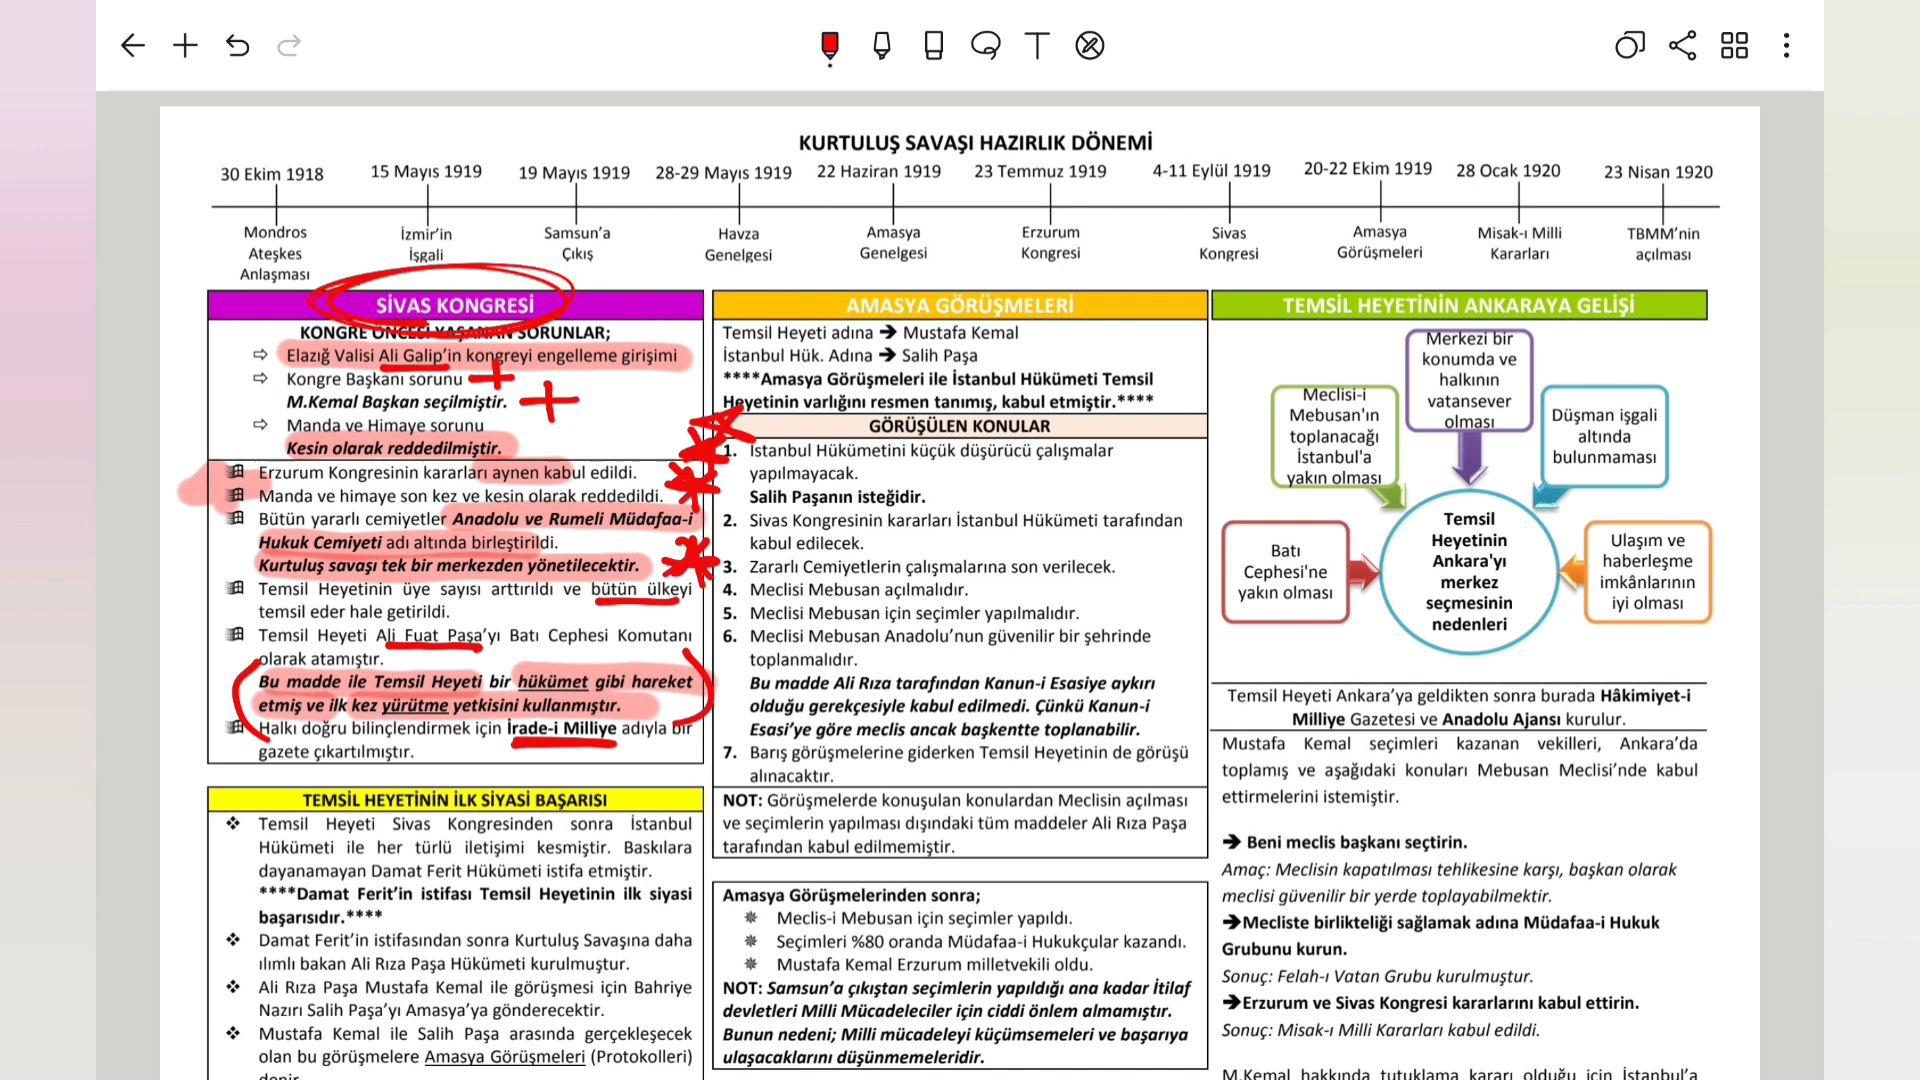 KURTULUŞ SAVAŞI HAZIRLIK DÖNEMİ
30 Ekim 1918
15 Mayıs 1919
19 Mayıs 1919
28-29 Mayıs 1919
22 Haziran 1919
23 Temmuz 1919
4-11 Eylül 1919
20-22 Ekim 1919
28 Ocak 1920
23 Nisan 1920
Mondros
Ateşkes
Anlaşması
İzmir’in
İşgali
Samsun’a
Çıkış
Havza
Genelgesi
Amasya
Genelgesi
Erzurum
Kongresi
Sivas
Kongresi
Amasya
Görüşmeleri
Misak-ı Milli
Kararları
TBMM’nin
açılması
SİVAS KONGRESİ
KONGRE ÖNCESİ YAŞANAN SORUNLAR;
Elazığ Valisi Ali Galip’in kongreyi engelleme girişimi
Kongre Başkanı sorunu
M.Kemal Başkan seçilmiştir.
Manda ve Himaye sorunu
Kesin olarak reddedilmiştir.
Erzurum Kongresinin kararları aynen kabul edildi.
Manda ve himaye son kez ve kesin olarak reddedildi.
Bütün yararlı cemiyetler Anadolu ve Rumeli Müdafaa-i
Hukuk Cemiyeti adı altında birleştirildi.
Kurtuluş savaşı tek bir merkezden yönetilecektir.
Temsil Heyetinin üye sayısı arttırıldı ve bütün ülkeyi
temsil eder hale getirildi.
Temsil Heyeti Ali Fuat Paşa’yı Batı Cephesi Komutanı
olarak atamıştır.
Bu madde ile Temsil Heyeti bir hükümet gibi hareket
etmiş ve ilk kez yürütme yetkisini kullanmıştır.
Halkı doğru bilinçlendirmek için İrade-i Milliye adıyla bir
gazete çıkartılmıştır.
TEMSİL HEYETİNİN İLK SİYASİ BAŞARISI
Temsil Heyeti Sivas Kongresinden sonra İstanbul
Hükümeti ile her türlü iletişimi kesmiştir. Baskılara
dayanamayan Damat Ferit Hükümeti istifa etmiştir.
****Damat Ferit’in istifası Temsil Heyetinin ilk siyasi
başarısıdır.****
Damat Ferit’in istifasından sonra Kurtuluş Savaşına daha
ılımlı bakan Ali Rıza Paşa Hükümeti kurulmuştur.
Ali Rıza Paşa Mustafa Kemal ile görüşmesi için Bahriye
Nazırı Salih Paşa’yı Amasya’ya gönderecektir.
Mustafa Kemal ile Salih Paşa arasında gerçekleşecek
olan bu görüşmelere Amasya Görüşmeleri (Protokolleri)
denir.
AMASYA GÖRÜŞMELERİ
Temsil Heyeti adına ➔ Mustafa Kemal
İstanbul Hük. Adına ➔ Salih Paşa
****Amasya Görüşmeleri ile İstanbul Hükümeti Temsil
Heyetinin varlığını resmen tanımış, kabul etmiştir.****
GÖRÜŞÜLEN KONULAR
1. İstanbul Hükümetini küçük düşürücü çalışmalar
yapılmayacak.
Salih Paşanın isteğidir.
2. Sivas Kongresinin kararları İstanbul Hükümeti tarafından
kabul edilecek.
3. Zararlı Cemiyetlerin çalışmalarına son verilecek.
4. Meclisi Mebusan açılmalıdır.
5. Meclisi Mebusan için seçimler yapılmalıdır.
6. Meclisi Mebusan Anadolu’nun güvenilir bir şehrinde
toplanmalıdır.
Bu madde Ali Rıza tarafından Kanun-i Esasiye aykırı
olduğu gerekçesiyle kabul edilmedi. Çünkü Kanun-i
Esasi’ye göre meclis ancak başkentte toplanabilir.
7. Barış görüşmelerine giderken Temsil Heyetinin de görüşü
alınacaktır.
NOT: Görüşmelerde konuşulan konulardan Meclisin açılması
ve seçimlerin yapılması dışındaki tüm maddeler Ali Rıza Paşa
tarafından kabul edilmemiştir.
Amasya Görüşmelerinden sonra;
Meclis-i Mebusan için seçimler yapıldı.
Seçimleri %80 oranda Müdafaa-i Hukukçular kazandı.
Mustafa Kemal Erzurum milletvekili oldu.
NOT: Samsun’a çıkıştan seçimlerin yapıldığı ana kadar İtilaf
devletleri Milli Mücadeleciler için ciddi önlem almamıştır.
Bunun nedeni; Milli mücadeleyi küçümsemeleri ve başarıya
ulaşacaklarını düşünmemeleridir.
TEMSİL HEYETİNİN ANKARAYA GELİŞİ
Merkezi bir
konumda ve
halkının
vatansever
olması
Meclisi-i
Mebusan'ın
toplanacağı
İstanbul'a
yakın olması
Düşman işgali
altında
bulunmaması
Batı
Cephesi'ne
yakın olması
Temsil
Heyetinin
Ankara'yı
merkez
seçmesinin
nedenleri
Ulaşım ve
haberleşme
imkânlarının
iyi olması
Temsil Heyeti Ankara’ya geldikten sonra burada Hâkimiyet-i
Milliye Gazetesi ve Anadolu Ajansı kurulur.
Mustafa Kemal seçimleri kazanan vekilleri, Ankara’da
toplamış ve aşağıdaki konuları Mebusan Meclisi’nde kabul
ettirmelerini istemiştir.
➔ Beni meclis başkanı seçtirin.
Amaç: Meclisin kapatılması tehlikesine karşı, başkan olarak
meclisi güvenilir bir yerde toplayabilmektir.
➔Mecliste birlikteliği sağlamak adına Müdafaa-i Hukuk
Grubunu kurun.
Sonuç: Felah-ı Vatan Grubu kurulmuştur.
➔Erzurum ve Sivas Kongresi kararlarını kabul ettirin.
Sonuç: Misak-ı Milli Kararları kabul edildi.
M.Kemal hakkında tutuklama kararı olduğu için İstanbul’a